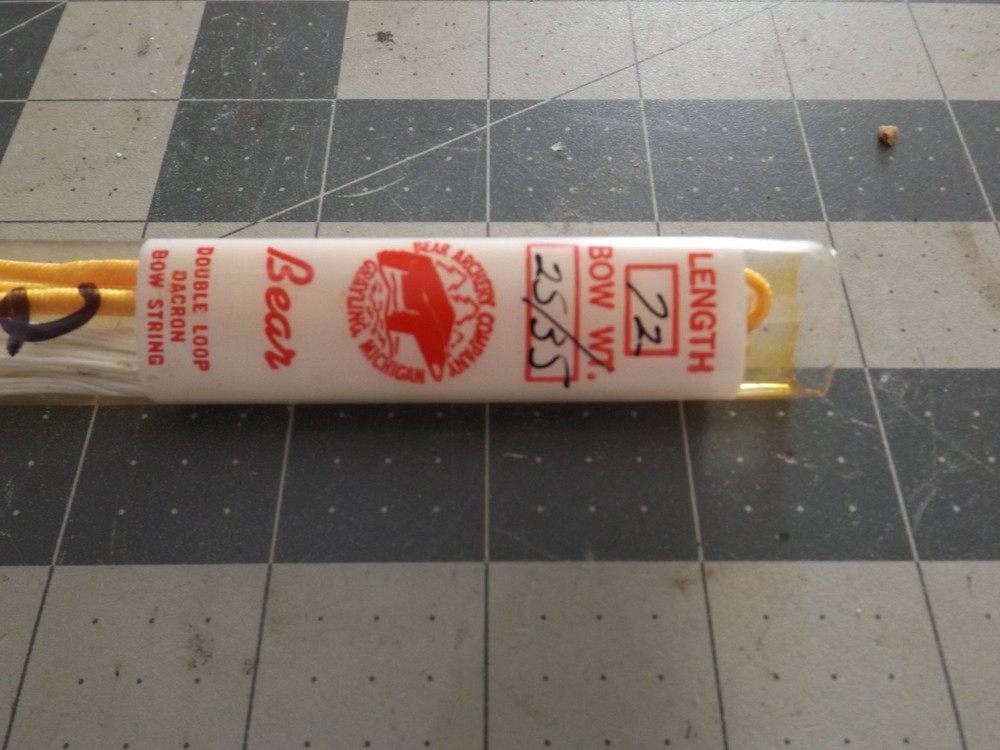 LENGTH
72
BOW WT.
25/35
BEAR ARCHERY COMPANY
GRAYLING, MICHIGAN
Bear
DOUBLE LOOP
DACRON
BOW STRING